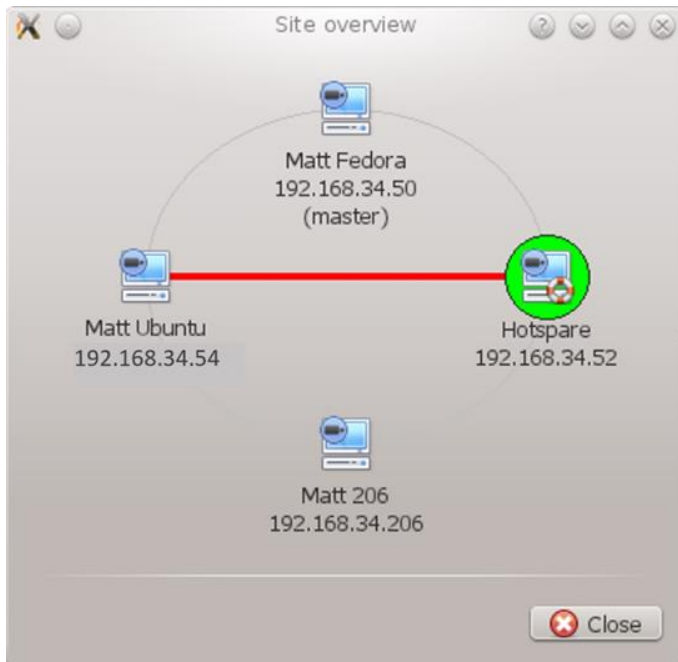 Site overview
Matt Fedora
192.168.34.50
(master)
Matt Ubuntu
192.168.34.54
Hotspare
192.168.34.52
Matt 206
192.168.34.206
Close